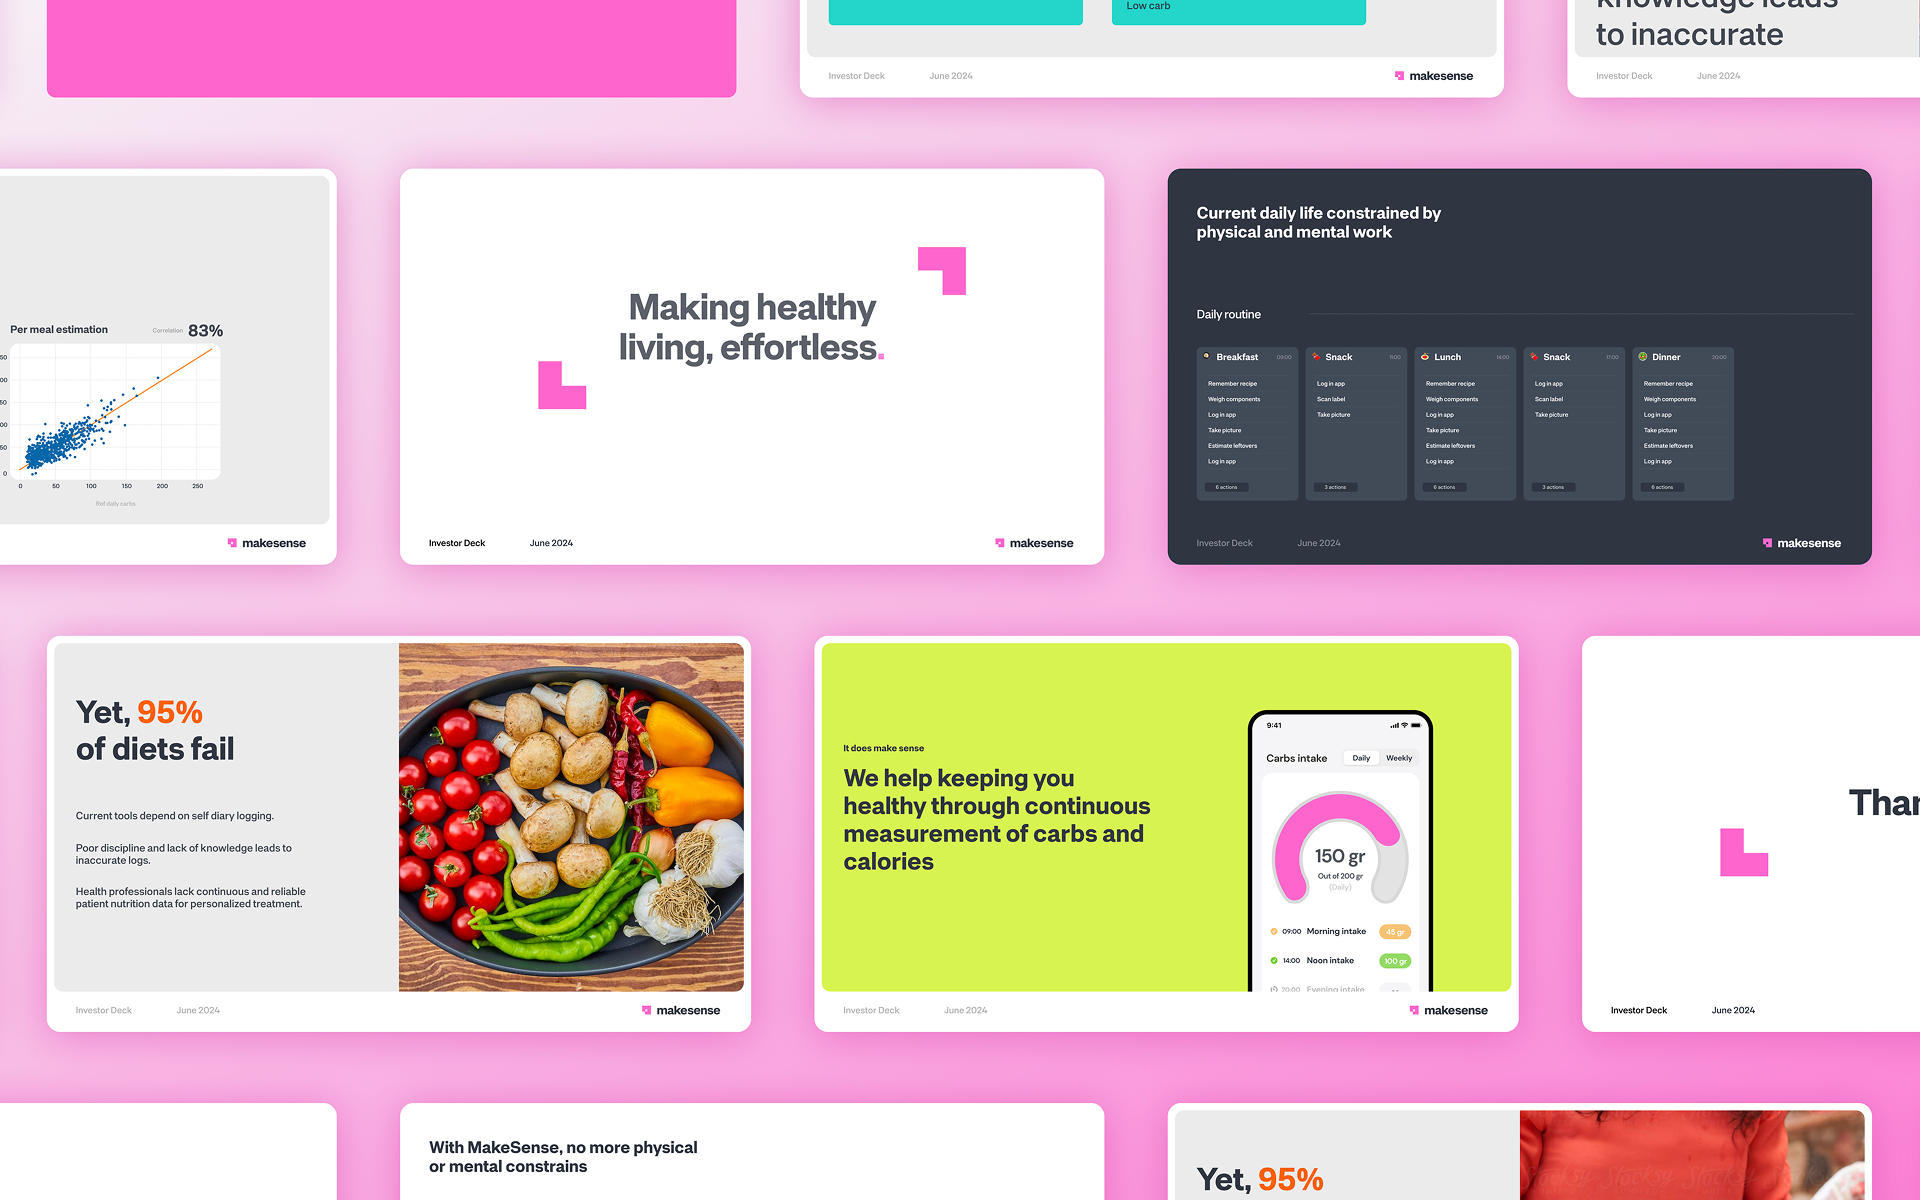 Low carb
Investor Deck
June 2024
makesense
knowledge leads
to inaccurate
Investor Deck
June 2024
Per meal estimation
Correlation
83%
50
00
50
00
50
0
0
50
100
150
200
250
Ref daily carbs
makesense
Making healthy
living, effortless.
Investor Deck
June 2024
makesense
Current daily life constrained by
physical and mental work
Daily routine
Breakfast
09:00
Remember recipe
Weigh components
Log in app
Take picture
Estimate leftovers
Log in app
6 actions
Snack
11:00
Log in app
Scan label
Take picture
3 actions
Lunch
14:00
Remember recipe
Weigh components
Log in app
Take picture
Estimate leftovers
Log in app
6 actions
Snack
17:00
Log in app
Scan label
Take picture
3 actions
Dinner
20:00
Remember recipe
Weigh components
Log in app
Take picture
Estimate leftovers
Log in app
6 actions
Investor Deck
June 2024
makesense
Yet, 95%
of diets fail
Current tools depend on self diary logging.
Poor discipline and lack of knowledge leads to
inaccurate logs.
Health professionals lack continuous and reliable
patient nutrition data for personalized treatment.
Investor Deck
June 2024
makesense
It does make sense
We help keeping you
healthy through continuous
measurement of carbs and
calories
9:41
Carbs intake
Daily
Weekly
150 gr
Out of 200 gr
(Daily)
09:00 Morning intake 45 gr
14:00 Noon intake 100 gr
20:00 Evening intake
Investor Deck
June 2024
makesense
Than
Investor Deck
June 2024
With MakeSense, no more physical
or mental constrains
Yet, 95%
Stocksy Stocksy Stocksy